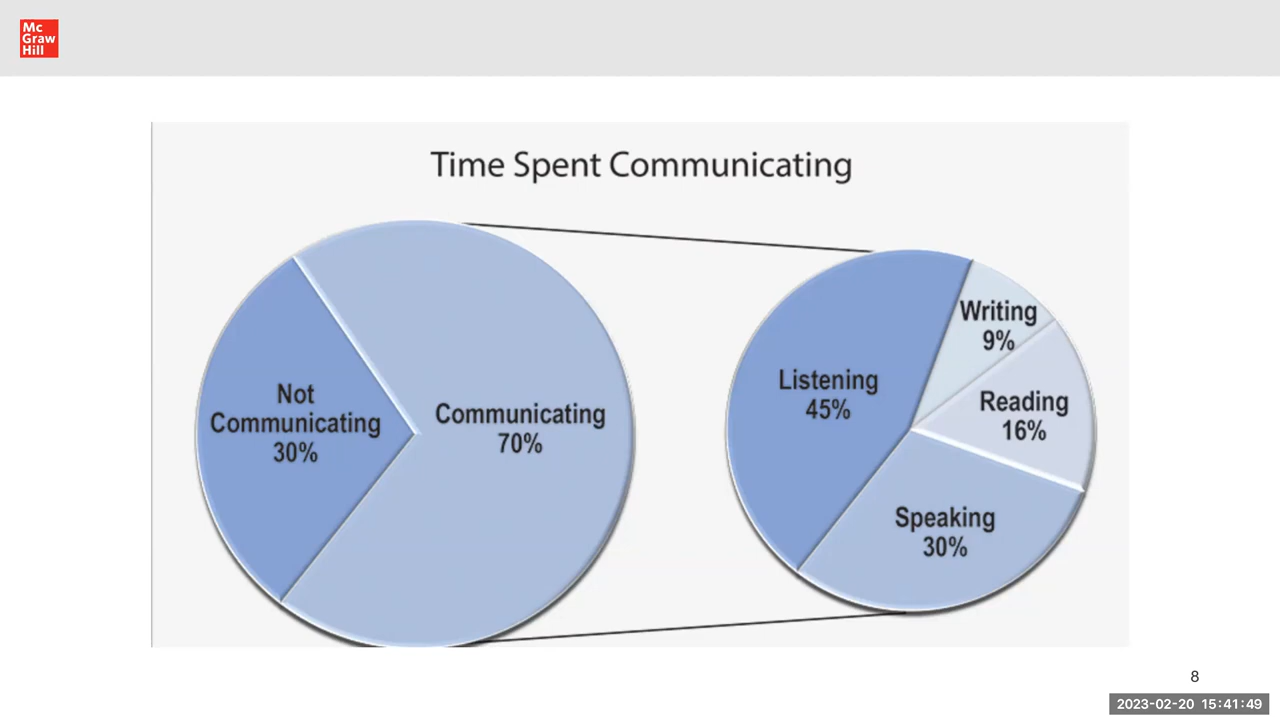 Mc
Graw
Hill
Time Spent Communicating
Not
Communicating
30%
Communicating
70%
Listening
45%
Writing
9%
Reading
16%
Speaking
30%
8
2023-02-20 15:41:49